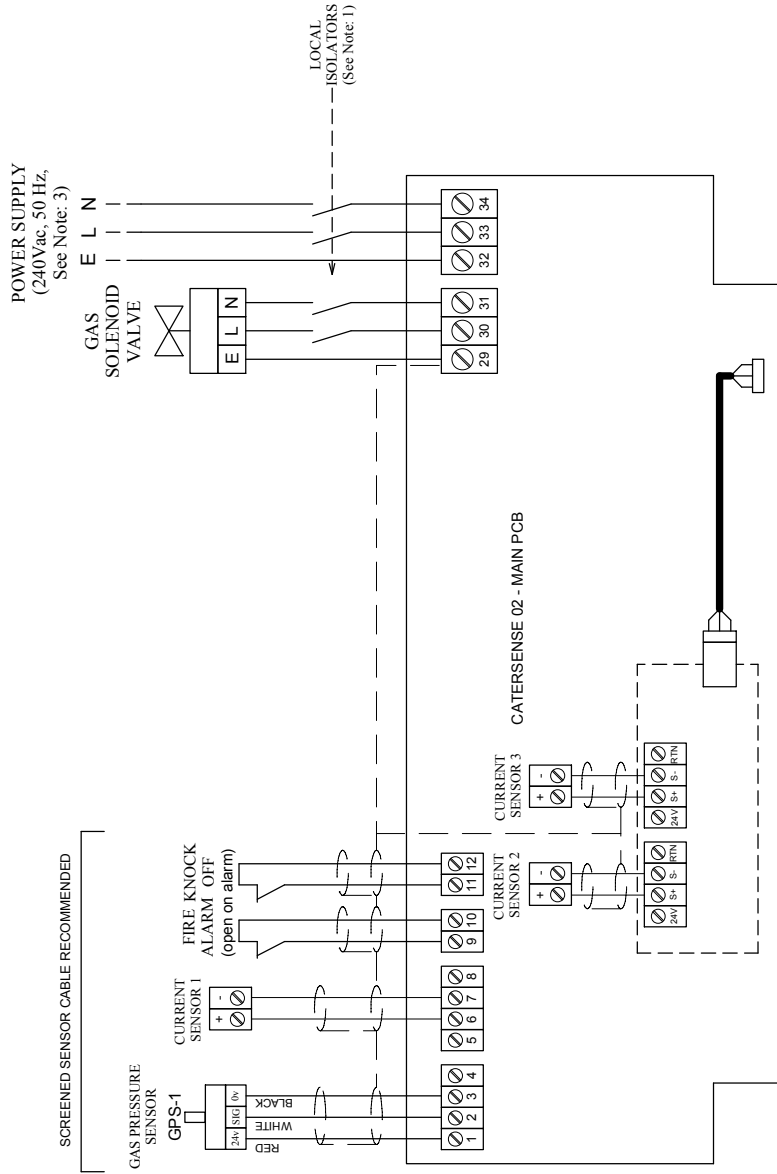 SCREENED SENSOR CABLE RECOMMENDED
GAS PRESSURE
SENSOR
GPS-1
24v SIG 0v
RED
WHITE
BLACK
1 2 3 4
CURRENT
SENSOR 1
+ -
5 6 7 8
FIRE KNOCK
ALARM OFF
(open on alarm)
9 10
11 12
GAS
SOLENOID
VALVE
E L N
29 30 31
POWER SUPPLY
(240Vac, 50 Hz,
See Note: 3)
E L N
32 33 34
LOCAL
ISOLATORS
(See Note: 1)
CATERSENSE 02 - MAIN PCB
CURRENT
SENSOR 2
+ -
24V S+ S- RTN
CURRENT
SENSOR 3
+ -
24V S+ S- RTN